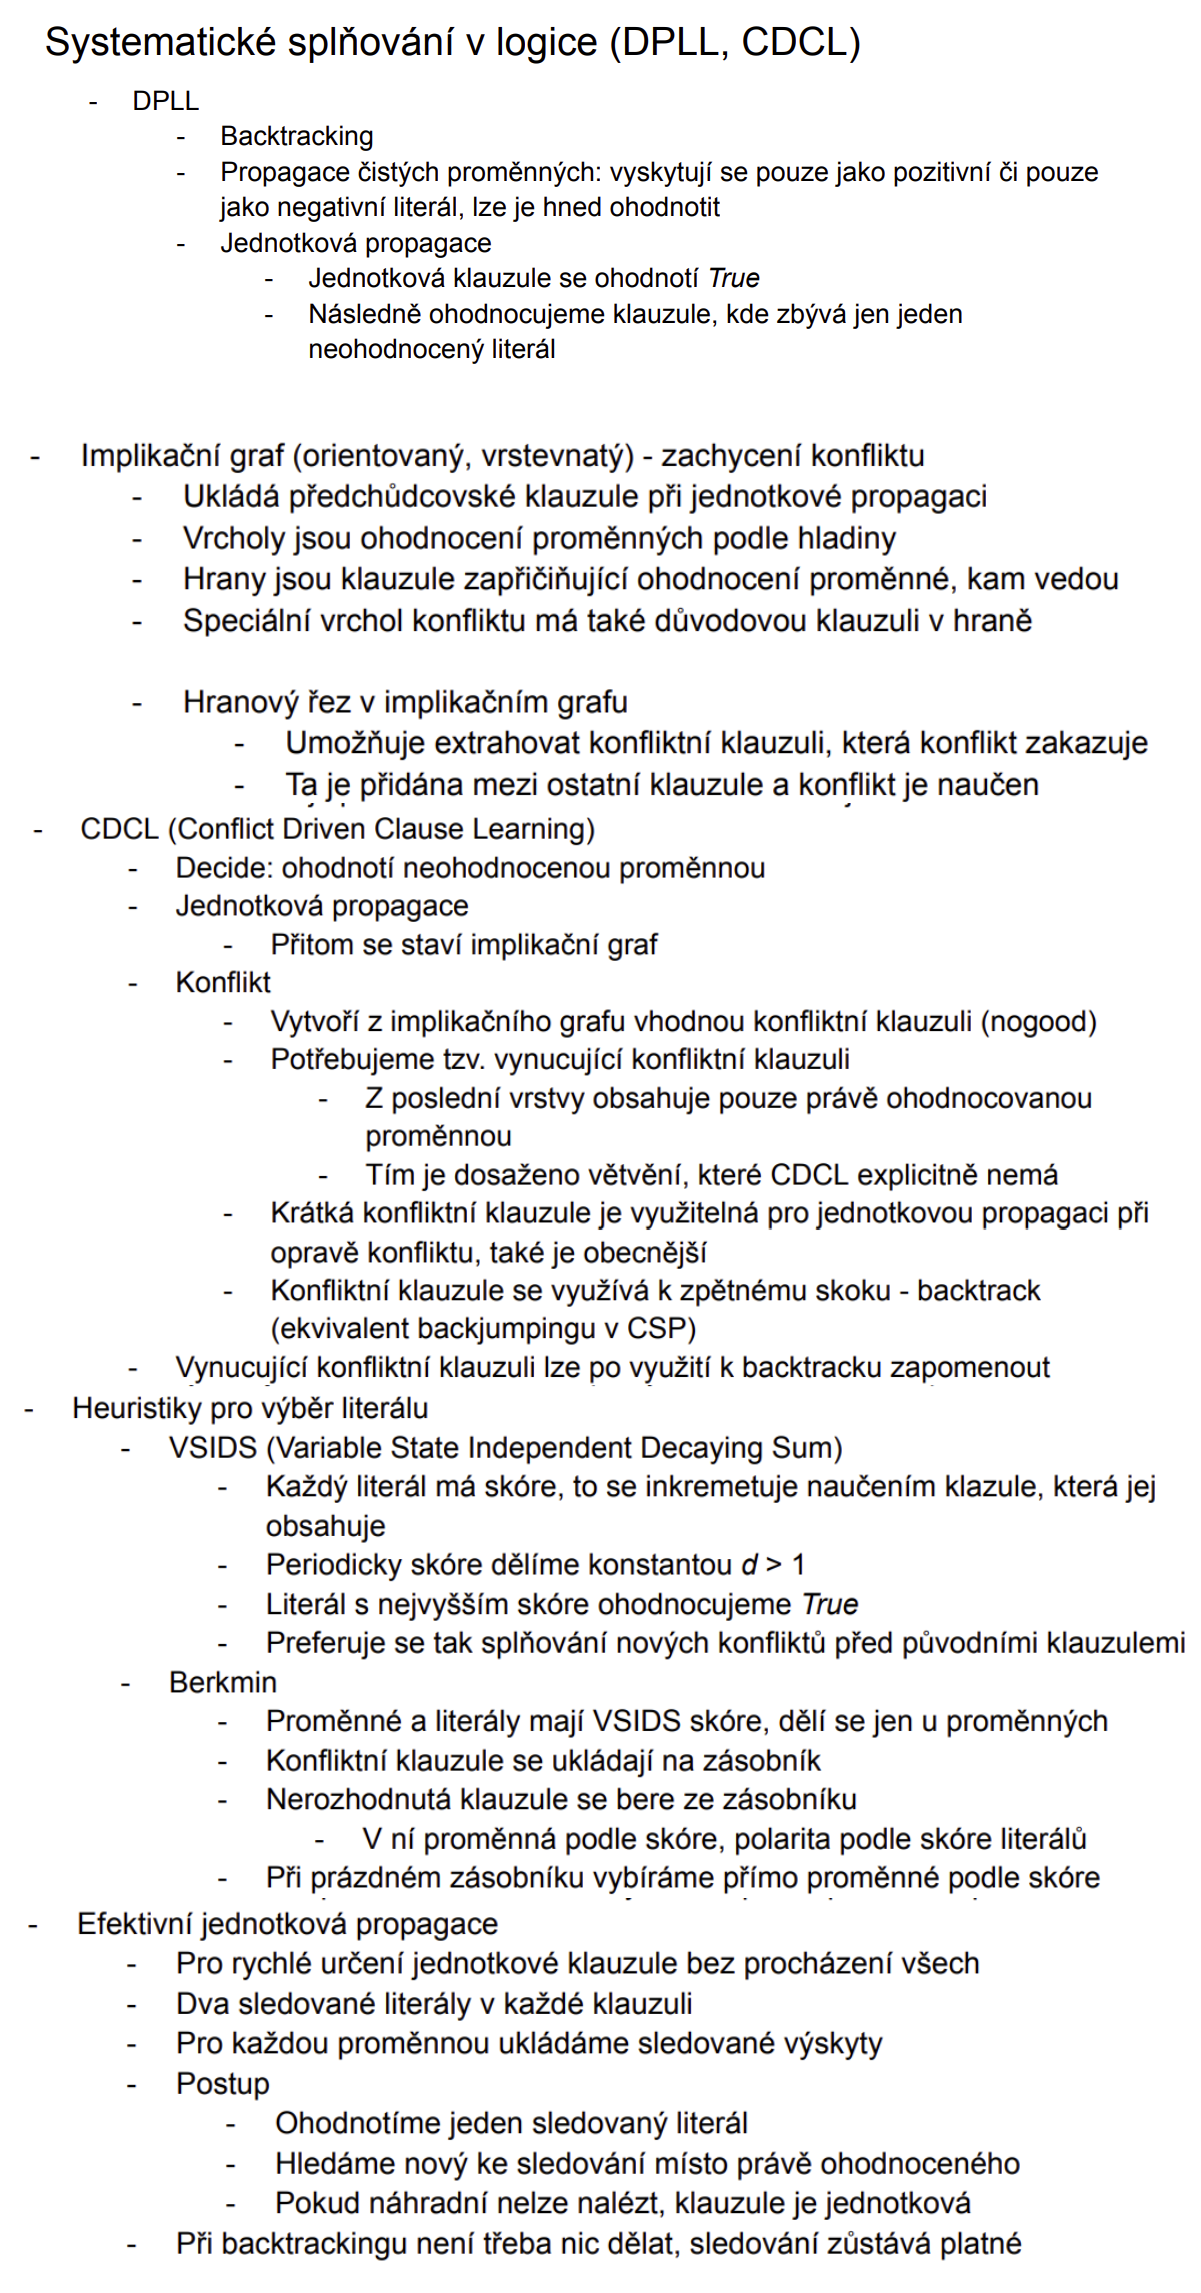 Systematické splňování v logice (DPLL, CDCL)
- DPLL
- Backtracking
- Propagace čistých proměnných: vyskytují se pouze jako pozitivní či pouze
jako negativní literál, lze je hned ohodnotit
- Jednotková propagace
- Jednotková klauzule se ohodnotí True
- Následně ohodnocujeme klauzule, kde zbývá jen jeden
neohodnocený literál
- Implikační graf (orientovaný, vrstevnatý) - zachycení konfliktu
- Ukládá předchůdcovské klauzule při jednotkové propagaci
- Vrcholy jsou ohodnocení proměnných podle hladiny
- Hrany jsou klauzule zapřičiňující ohodnocení proměnné, kam vedou
- Speciální vrchol konfliktu má také důvodovou klauzuli v hraně
- Hranový řez v implikačním grafu
- Umožňuje extrahovat konfliktní klauzuli, která konflikt zakazuje
- Ta je přidána mezi ostatní klauzule a konflikt je naučen
- CDCL (Conflict Driven Clause Learning)
- Decide: ohodnotí neohodnocenou proměnnou
- Jednotková propagace
- Přitom se staví implikační graf
- Konflikt
- Vytvoří z implikačního grafu vhodnou konfliktní klauzuli (nogood)
- Potřebujeme tzv. vynucující konfliktní klauzuli
- Z poslední vrstvy obsahuje pouze právě ohodnocovanou
proměnnou
- Tím je dosaženo větvění, které CDCL explicitně nemá
- Krátká konfliktní klauzule je využitelná pro jednotkovou propagaci při
opravě konfliktu, také je obecnější
- Konfliktní klauzule se využívá k zpětnému skoku - backtrack
(ekvivalent backjumpingu v CSP)
- Vynucující konfliktní klauzuli lze po využití k backtracku zapomenout
- Heuristiky pro výběr literálu
- VSIDS (Variable State Independent Decaying Sum)
- Každý literál má skóre, to se inkremetuje naučením klazule, která jej
obsahuje
- Periodicky skóre dělíme konstantou d > 1
- Literál s nejvyšším skóre ohodnocujeme True
- Preferuje se tak splňování nových konfliktů před původními klauzulemi
- Berkmin
- Proměnné a literály mají VSIDS skóre, dělí se jen u proměnných
- Konfliktní klauzule se ukládají na zásobník
- Nerozhodnutá klauzule se bere ze zásobníku
- V ní proměnná podle skóre, polarita podle skóre literálů
- Při prázdném zásobníku vybíráme přímo proměnné podle skóre
- Efektivní jednotková propagace
- Pro rychlé určení jednotkové klauzule bez procházení všech
- Dva sledované literály v každé klauzuli
- Pro každou proměnnou ukládáme sledované výskyty
- Postup
- Ohodnotíme jeden sledovaný literál
- Hledáme nový ke sledování místo právě ohodnoceného
- Pokud náhradní nelze nalézt, klauzule je jednotková
- Při backtrackingu není třeba nic dělat, sledování zůstává platné